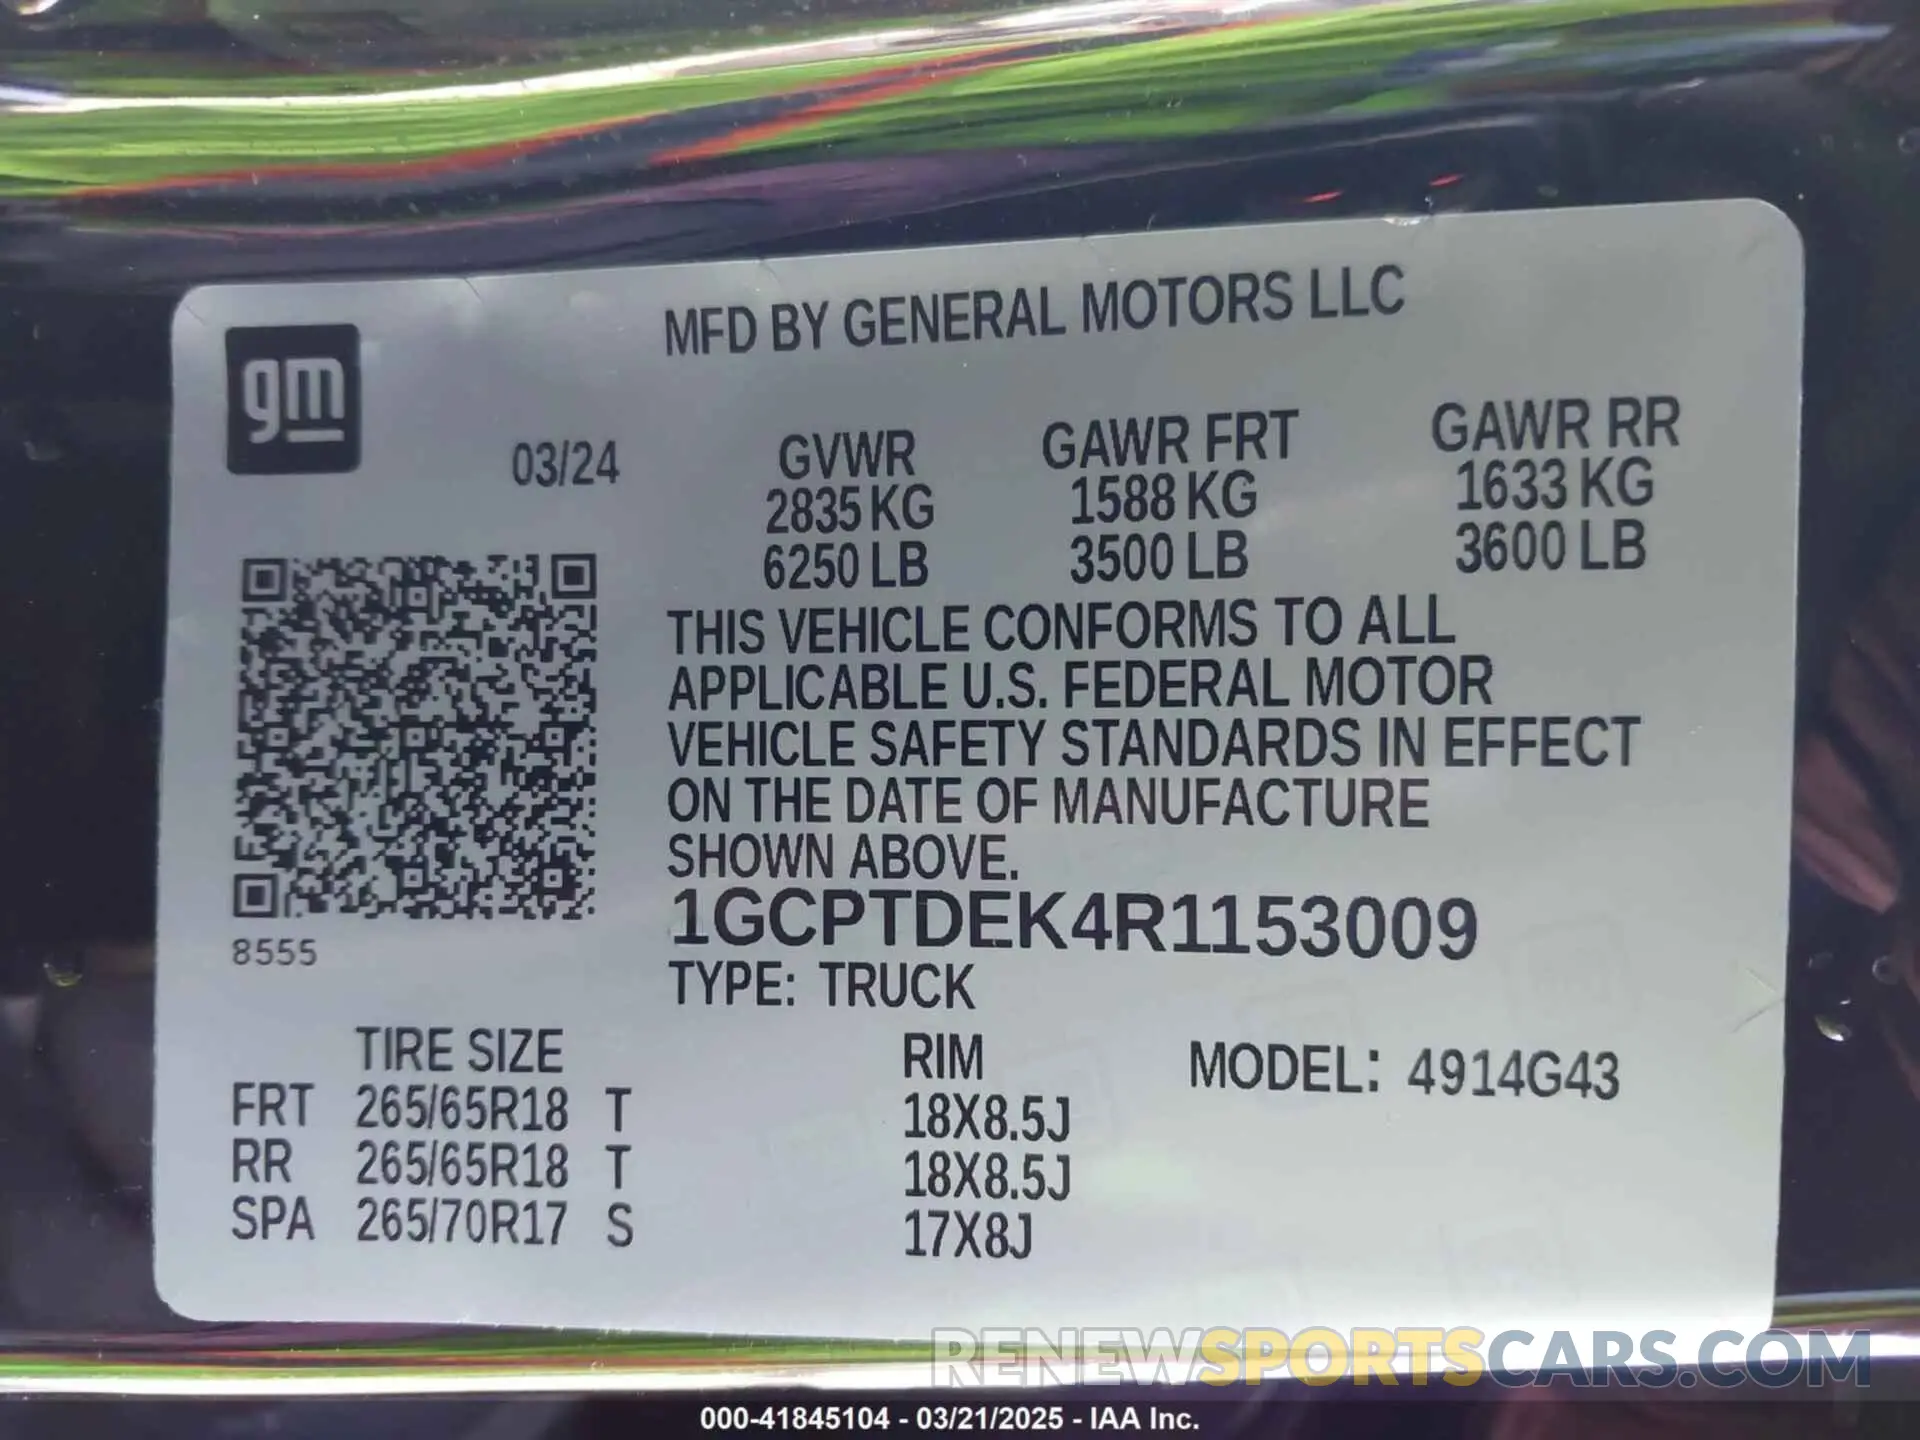 MFD BY GENERAL MOTORS LLC
gm
03/24
GVWR GAWR FRT GAWR RR
2835 KG 1588 KG 1633 KG
6250 LB 3500 LB 3600 LB
THIS VEHICLE CONFORMS TO ALL
APPLICABLE U.S. FEDERAL MOTOR
VEHICLE SAFETY STANDARDS IN EFFECT
ON THE DATE OF MANUFACTURE
SHOWN ABOVE.
1GCPTDEK4R1153009
8555
TYPE: TRUCK
TIRE SIZE RIM MODEL: 4914G43
FRT 265/65R18 T 18X8.5J
RR 265/65R18 T 18X8.5J
SPA 265/70R17 S 17X8J
RENEWSPORTSCARS.COM
000-41845104 - 03/21/2025 - IAA Inc.